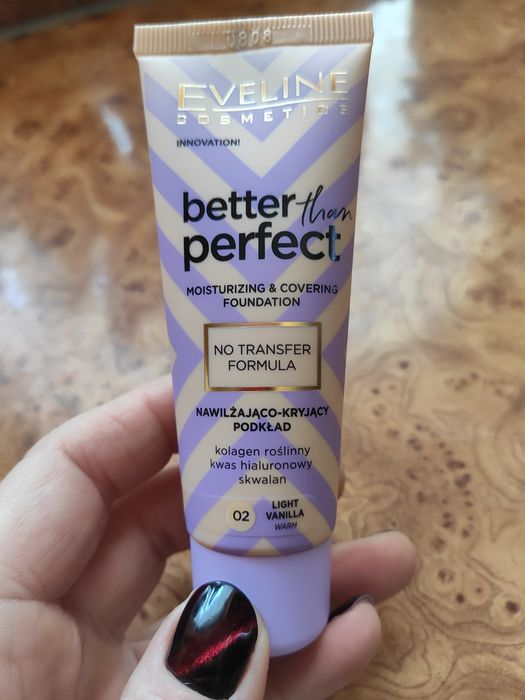 0808
EVELINE
COSMETICS
INNOVATION!
better than
perfect
MOISTURIZING & COVERING
FOUNDATION
NO TRANSFER
FORMULA
NAWILŻAJĄCO-KRYJĄCY
PODKŁAD
kolagen roślinny
kwas hialuronowy
skwalan
02 LIGHT
VANILLA
WARM